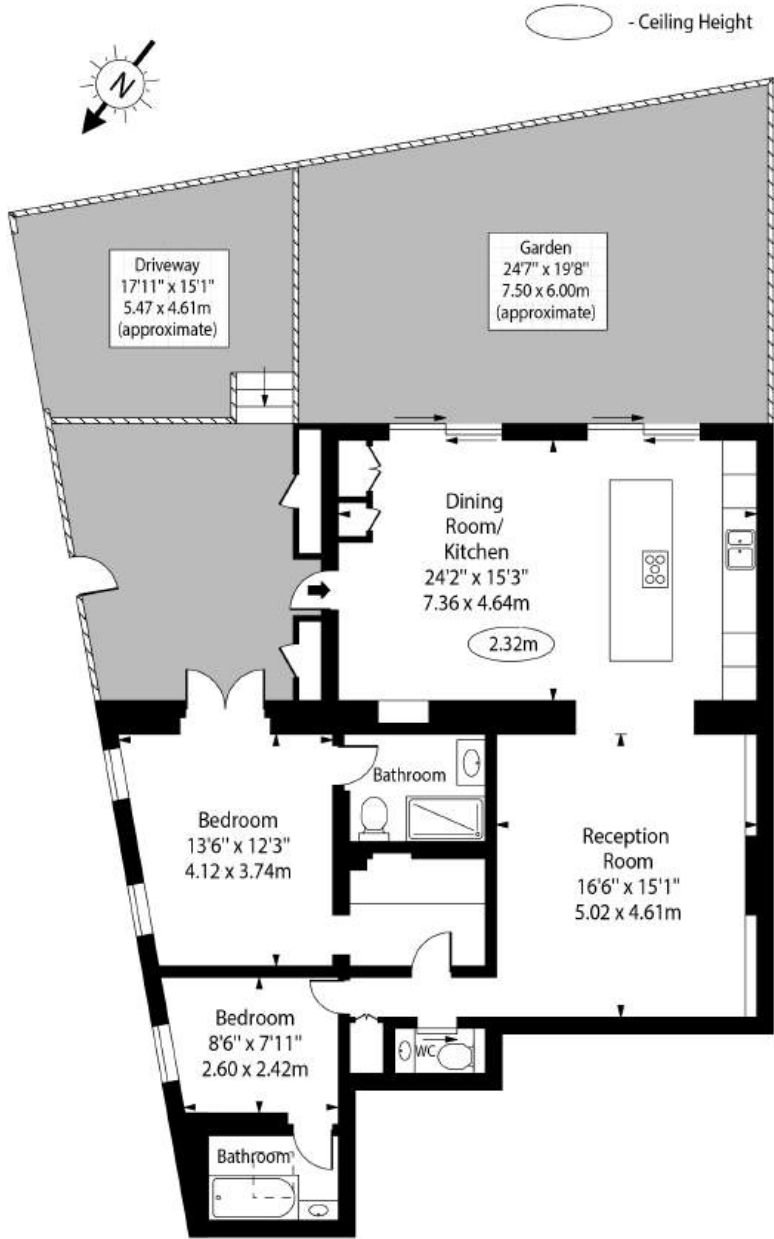 - Ceiling Height
N
Driveway
17'11" x 15'1"
5.47 x 4.61m
(approximate)
Garden
24'7" x 19'8"
7.50 x 6.00m
(approximate)
Dining
Room/
Kitchen
24'2" x 15'3"
7.36 x 4.64m
2.32m
Bathroom
Bedroom
13'6" x 12'3"
4.12 x 3.74m
Reception
Room
16'6" x 15'1"
5.02 x 4.61m
Bedroom
8'6" x 7'11"
2.60 x 2.42m
WC
Bathroom